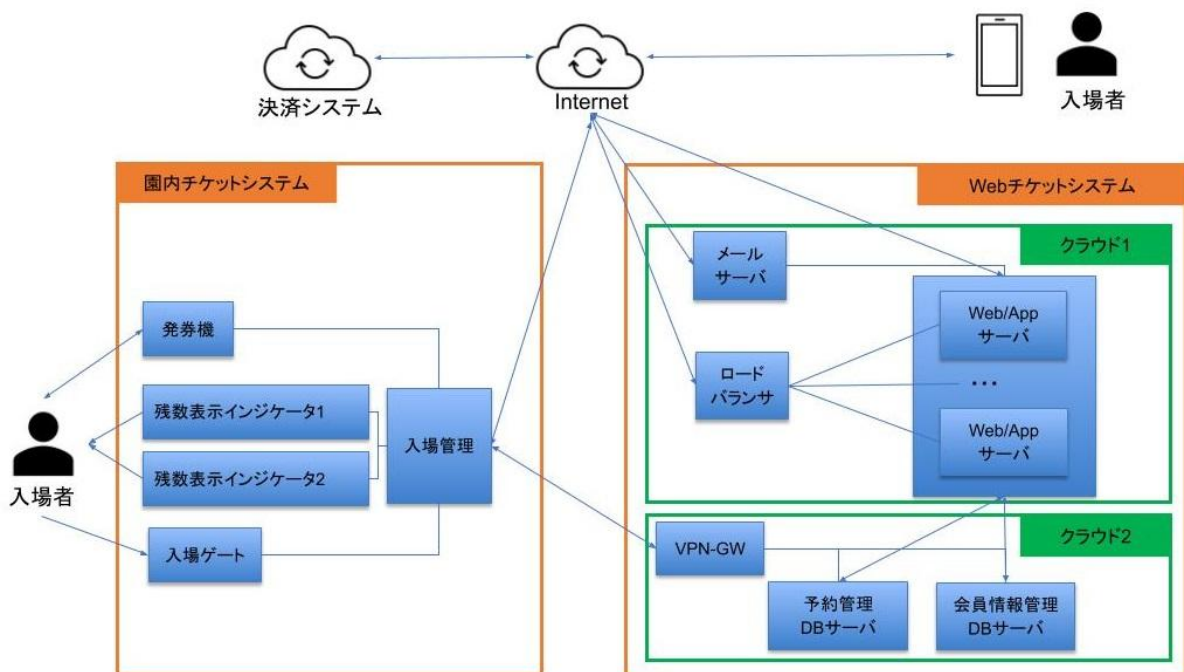 決済システム
Internet
入場者
園内チケットシステム
Webチケットシステム
クラウド1
メール
サーバ
Web/App
サーバ
発券機
ロード
バランサ
…
残数表示インジケータ1
入場管理
Web/App
サーバ
残数表示インジケータ2
入場者
入場ゲート
クラウド2
VPN-GW
予約管理
DBサーバ
会員情報管理
DBサーバ